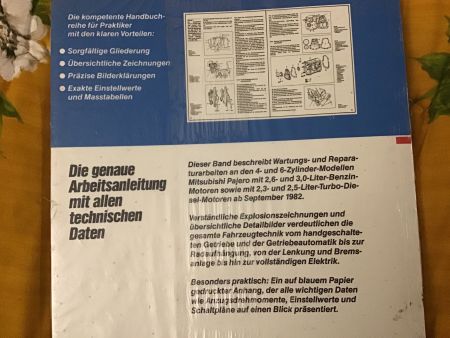 Die kompetente Handbuch-
reihe für Praktiker
mit den klaren Vorteilen:
Sorgfältige Gliederung
Übersichtliche Zeichnungen
Präzise Bilderklärungen
Exakte Einstellwerte
und Masstabellen
Die genaue
Arbeitsanleitung
mit allen
technischen
Daten
Dieser Band beschreibt Wartungs- und Repara-
turarbeiten an den 4- und 6-Zylinder-Modellen
Mitsubishi Pajero mit 2,6- und 3,0-Liter-Benzin-
Motoren sowie mit 2,3- und 2,5-Liter-Turbo-Die-
sel-Motoren ab September 1982.
Verständliche Explosionszeichnungen und
übersichtliche Detailbilder verdeutlichen die
gesamte Fahrzeugtechnik vom handgeschalte-
ten Getriebe und der Getriebeautomatik bis zur
Radaufhängung, von der Lenkung und Brems-
anlage bis hin zur vollständigen Elektrik.
Besonders praktisch: Ein auf blauem Papier
gedruckter Anhang, der alle wichtigen Daten
wie Anzugsdrehmomente, Einstellwerte und
Schaltpläne auf einen Blick präsentiert.